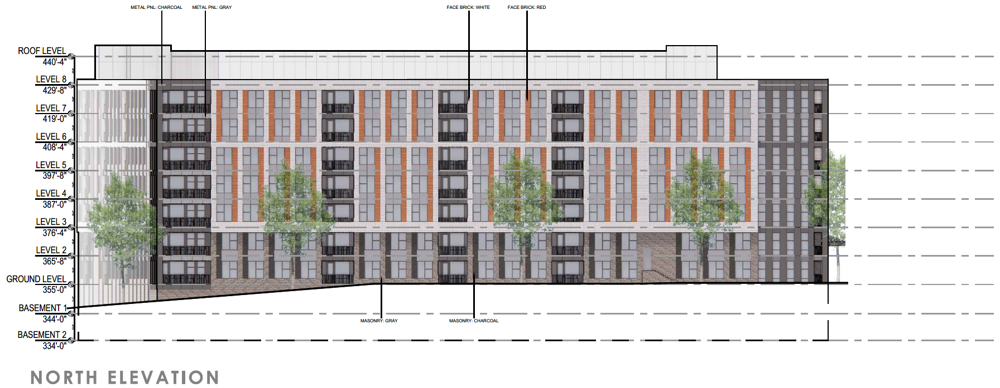 METAL PNL: CHARCOAL METAL PNL: GRAY FACE BRICK: WHITE FACE BRICK: RED
ROOF LEVEL
440'-4"
LEVEL 8
429'-8"
LEVEL 7
419'-0"
LEVEL 6
408'-4"
LEVEL 5
397'-8"
LEVEL 4
387'-0"
LEVEL 3
376'-4"
LEVEL 2
365'-8"
GROUND LEVEL
355'-0"
BASEMENT 1
344'-0"
MASONRY: GRAY MASONRY: CHARCOAL
BASEMENT 2
334'-0"
NORTH ELEVATION